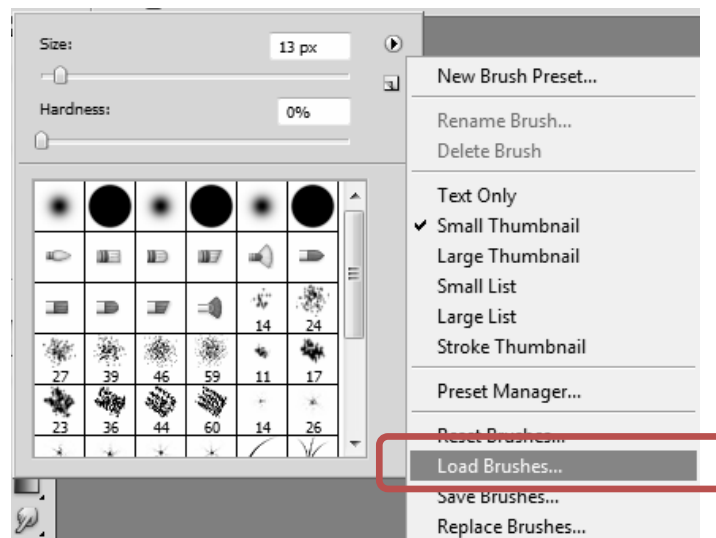 Size:
13 px
Hardness:
0%
14 24
27 39 46 59 11 17
23 36 44 60 14 26
New Brush Preset...
Rename Brush...
Delete Brush
Text Only
Small Thumbnail
Large Thumbnail
Small List
Large List
Stroke Thumbnail
Preset Manager...
Reset Brushes...
Load Brushes...
Save Brushes...
Replace Brushes...